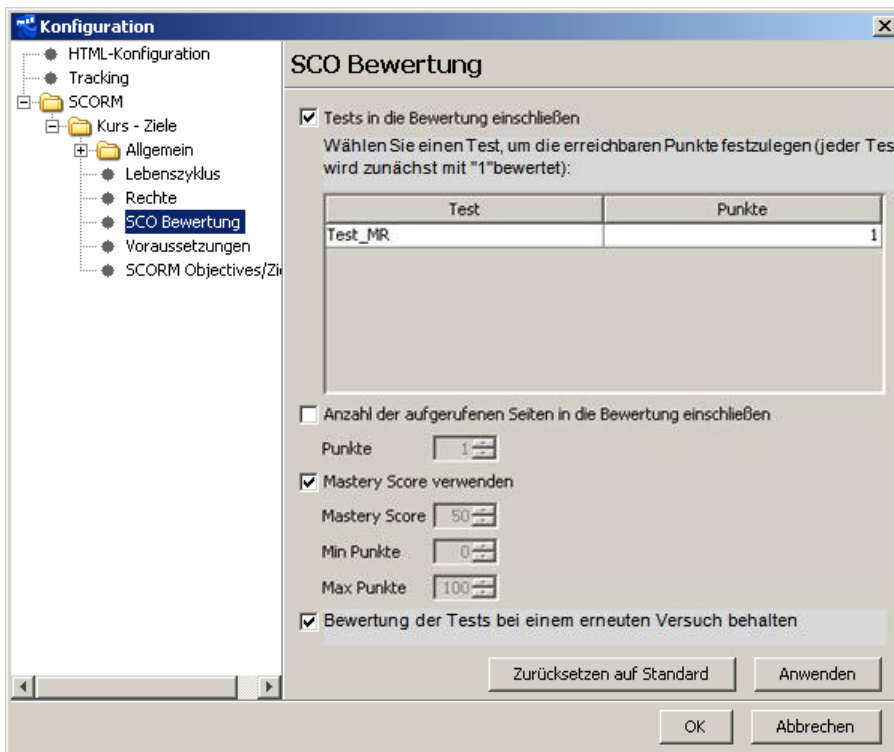 Konfiguration
HTML-Konfiguration
Tracking
SCORM
Kurs - Ziele
Allgemein
Lebenszyklus
Rechte
SCO Bewertung
Voraussetzungen
SCORM Objectives/Zi
SCO Bewertung
Tests in die Bewertung einschließen
Wählen Sie einen Test, um die erreichbaren Punkte festzulegen (jeder Tes
wird zunächst mit "1"bewertet):
Test Punkte
Test_MR 1
Anzahl der aufgerufenen Seiten in die Bewertung einschließen
Punkte 1
Mastery Score verwenden
Mastery Score 50
Min Punkte 0
Max Punkte 100
Bewertung der Tests bei einem erneuten Versuch behalten
Zurücksetzen auf Standard Anwenden
OK Abbrechen